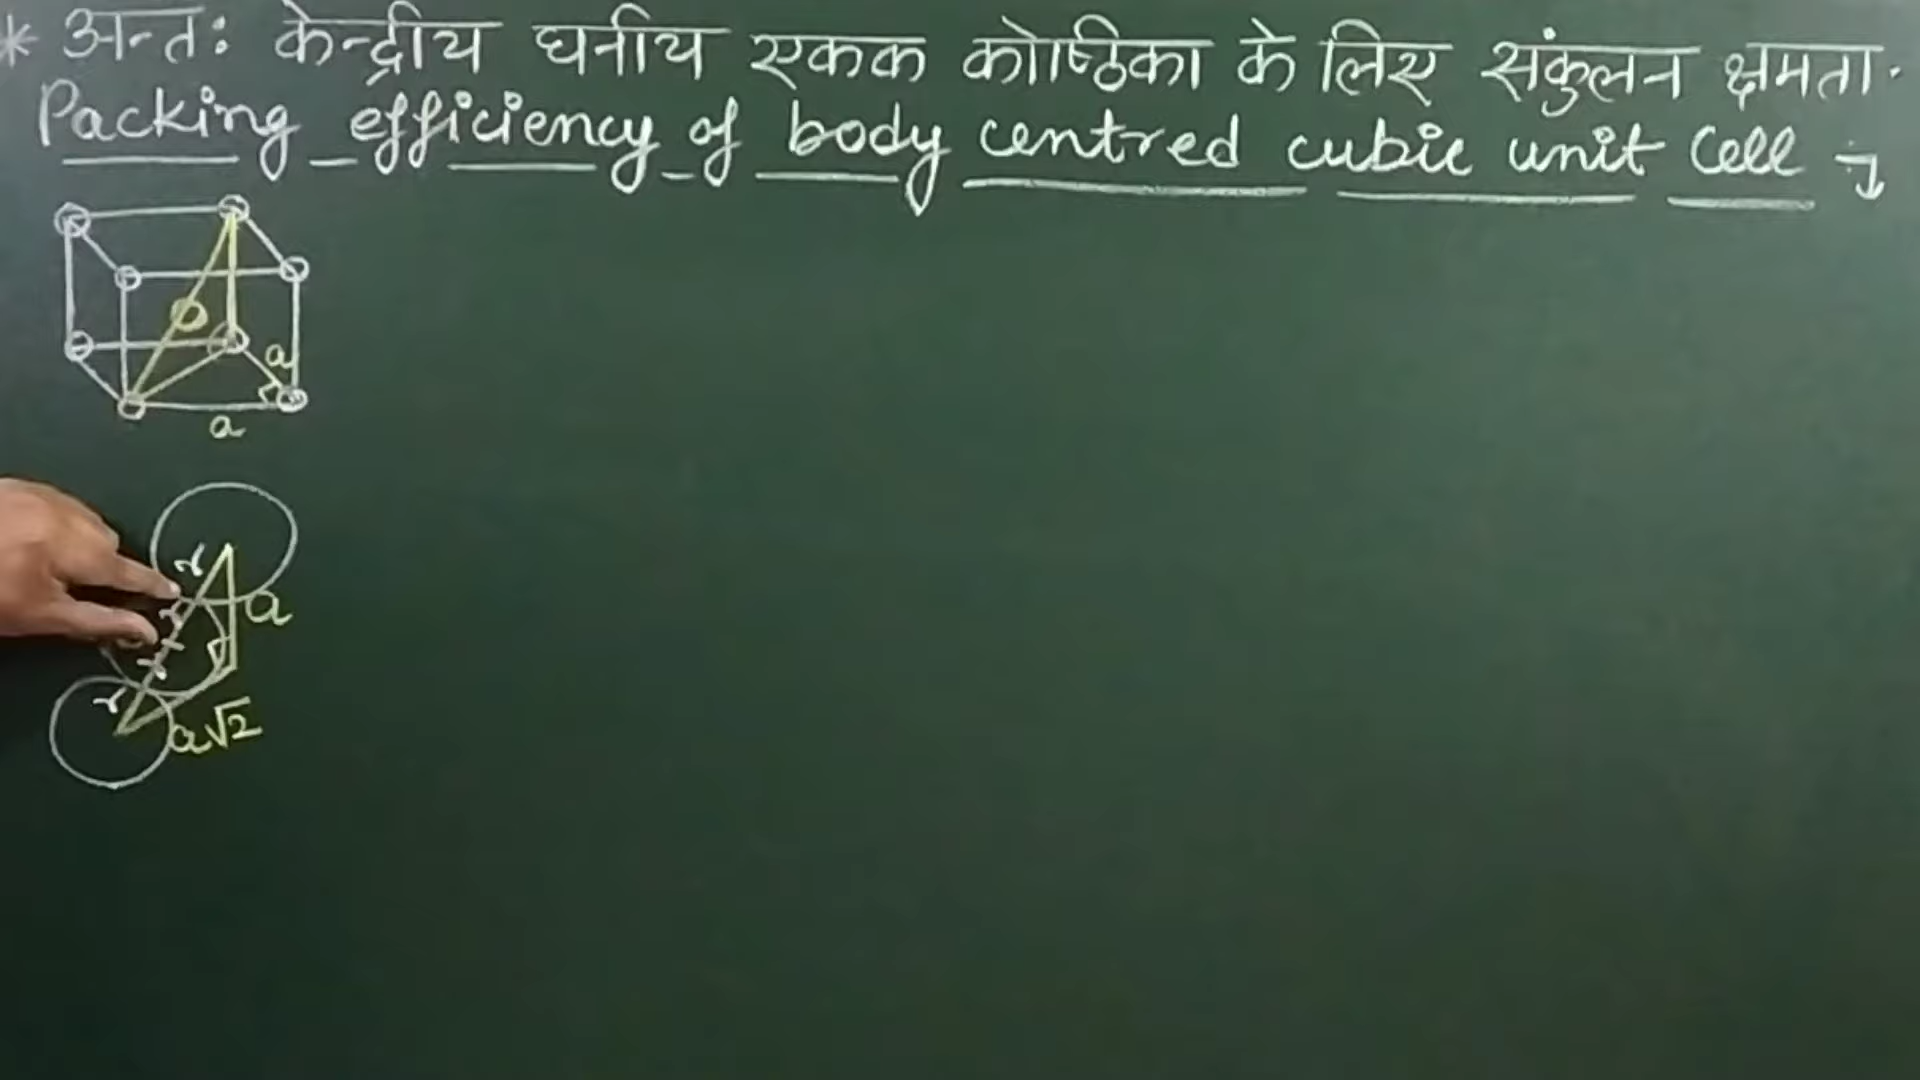 * अन्तः केन्द्रीय घनीय एकक कोष्ठिका के लिए संकुलन क्षमता.
Packing efficiency of body centred cubic unit cell
a
a
r
a
r
r
r
a√2